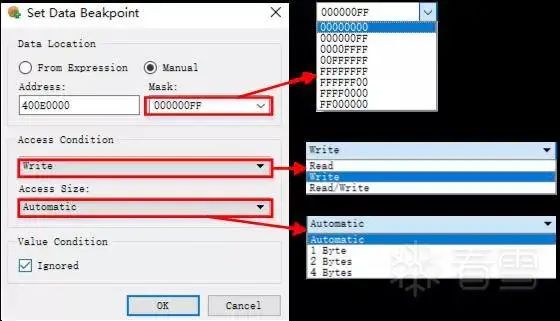 Set Data Beakpoint
Data Location
From Expression
Manual
Address:
Mask:
400E0000
000000FF
Access Condition
Write
Access Size:
Automatic
Value Condition
Ignored
OK
Cancel
000000FF
00000000
000000FF
0000FFFF
00FFFFFF
FFFFFFFF
FFFFFF00
FFFF0000
FF000000
Write
Read
Write
Read/Write
Automatic
Automatic
1 Byte
2 Bytes
4 Bytes
看雪